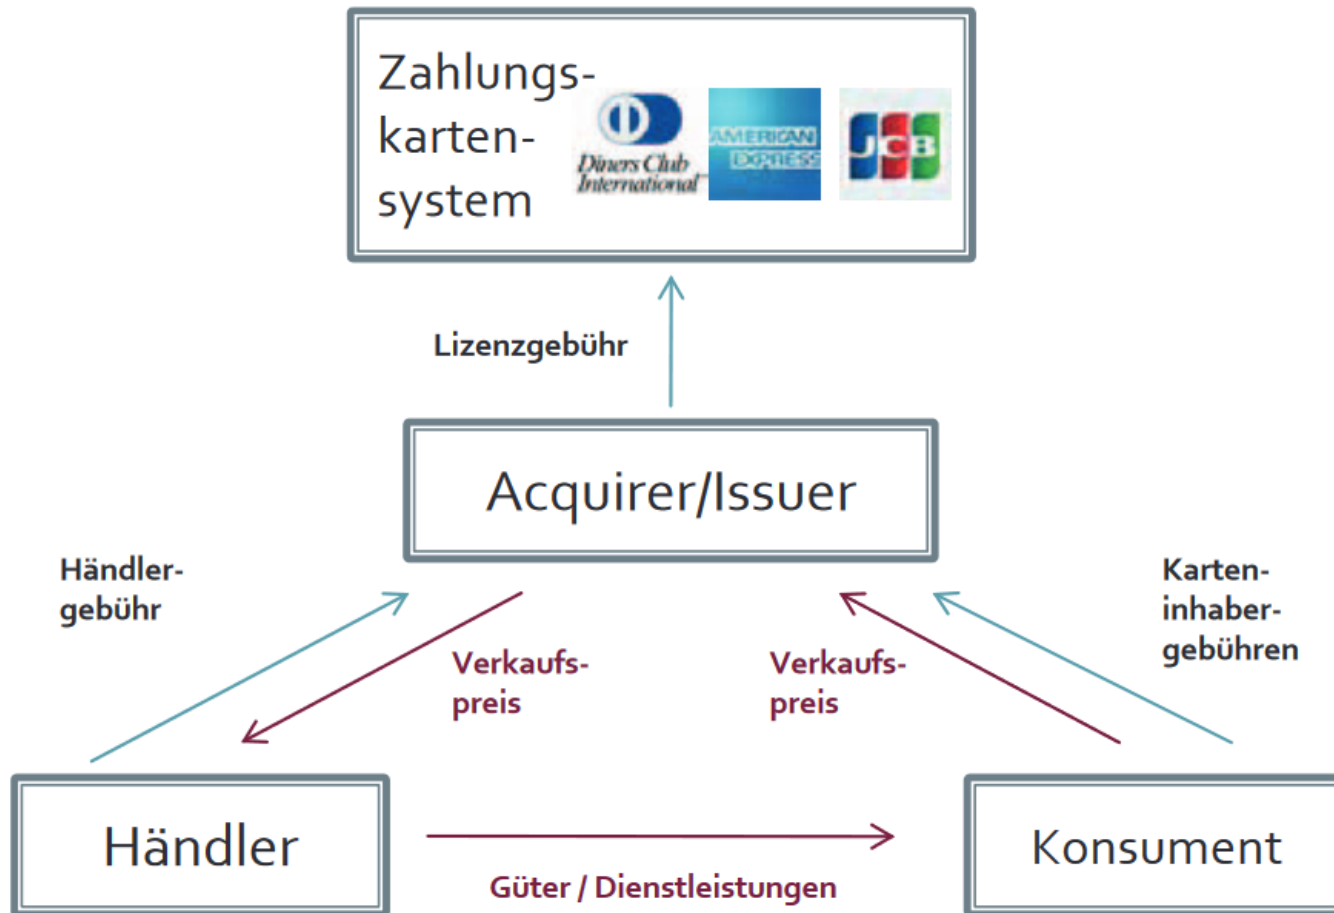 Zahlungs-
karten-
system
Diners Club
International
AMERICAN
EXPRESS
JCB
Lizenzgebühr
Acquirer/Issuer
Händler-
gebühr
Verkaufs-
preis
Verkaufs-
preis
Karten-
inhaber-
gebühren
Händler
Güter / Dienstleistungen
Konsument